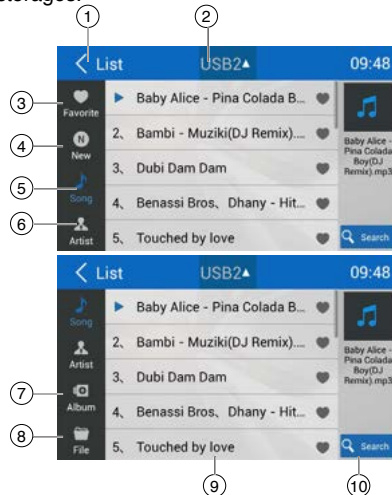 storages.
1
2
List
USB2▲
09:48
3
Favorite
▶ Baby Alice - Pina Colada B...
4
New
2、 Bambi - Muziki(DJ Remix)....
5
Song
3、 Dubi Dam Dam
6
Artist
4、 Benassi Bros、Dhany - Hit...
5、 Touched by love
Baby Alice -
Pina Colada
Boy(DJ
Remix).mp3
Search
List
USB2▲
09:48
Song
▶ Baby Alice - Pina Colada B...
Artist
2、 Bambi - Muziki(DJ Remix)....
3、 Dubi Dam Dam
7
Album
4、 Benassi Bros、Dhany - Hit...
8
File
5、 Touched by love
Baby Alice -
Pina Colada
Boy(DJ
Remix).mp3
Search
9
10